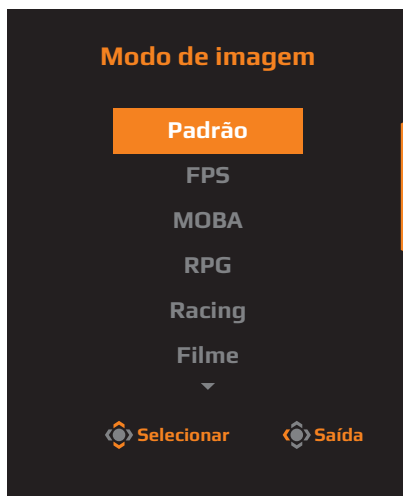 Modo de imagem
Padrão
FPS
MOBA
RPG
Racing
Filme
Selecionar Saída